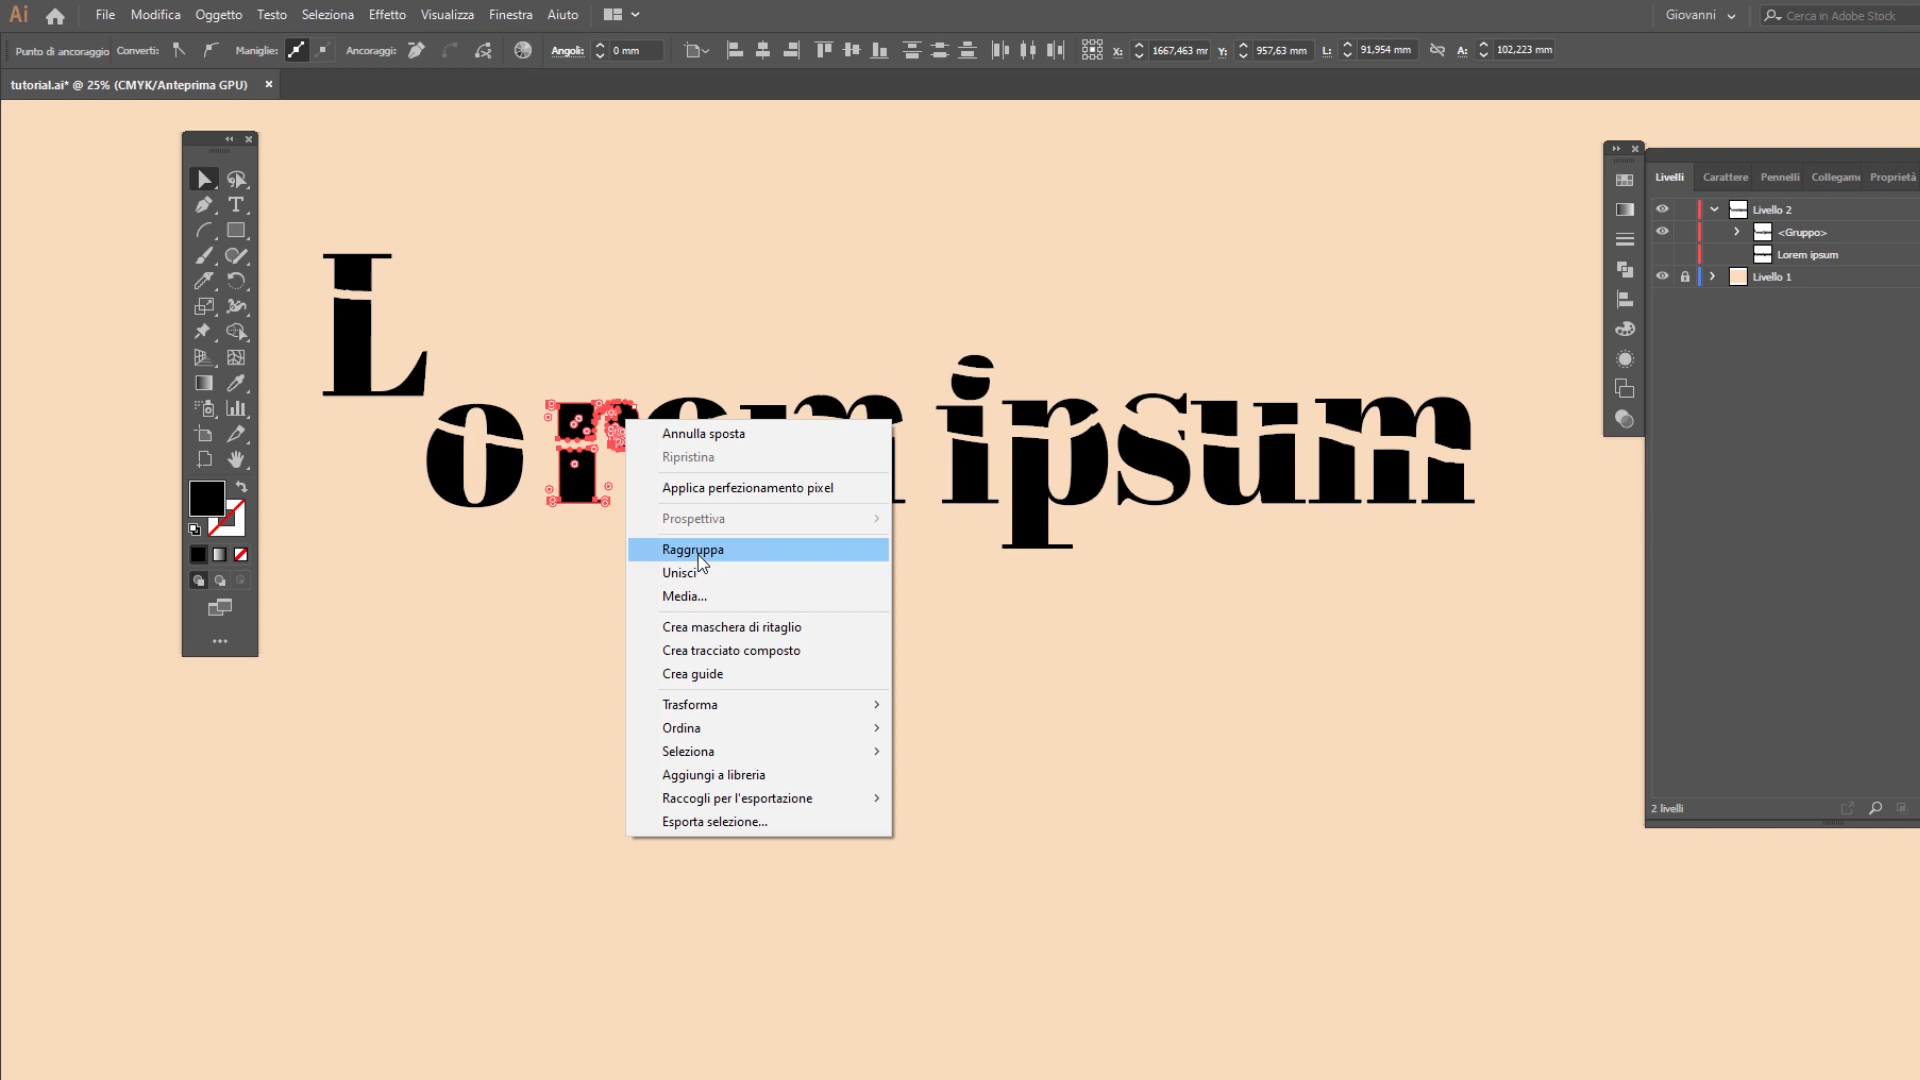 Ai File Modifica Oggetto Testo Seleziona Effetto Visualizza Finestra Aiuto Giovanni Cerca in Adobe Stock
Punto di ancoraggio Converti: Maniglie: Ancoraggi: Angoli: 0 mm X: 1667,463 mr Y: 957,63 mm L: 91,954 mm A: 102,223 mm
tutorial.ai* @ 25% (CMYK/Anteprima GPU)
Livelli Carattere Pennelli Collegame Proprietà
Livello 2
<Gruppo>
Lorem ipsum
Livello 1
2 livelli
Lorem ipsum
Annulla sposta
Ripristina
Applica perfezionamento pixel
Prospettiva
Raggruppa
Unisci
Media...
Crea maschera di ritaglio
Crea tracciato composto
Crea guide
Trasforma
Ordina
Seleziona
Aggiungi a libreria
Raccogli per l'esportazione
Esporta selezione...